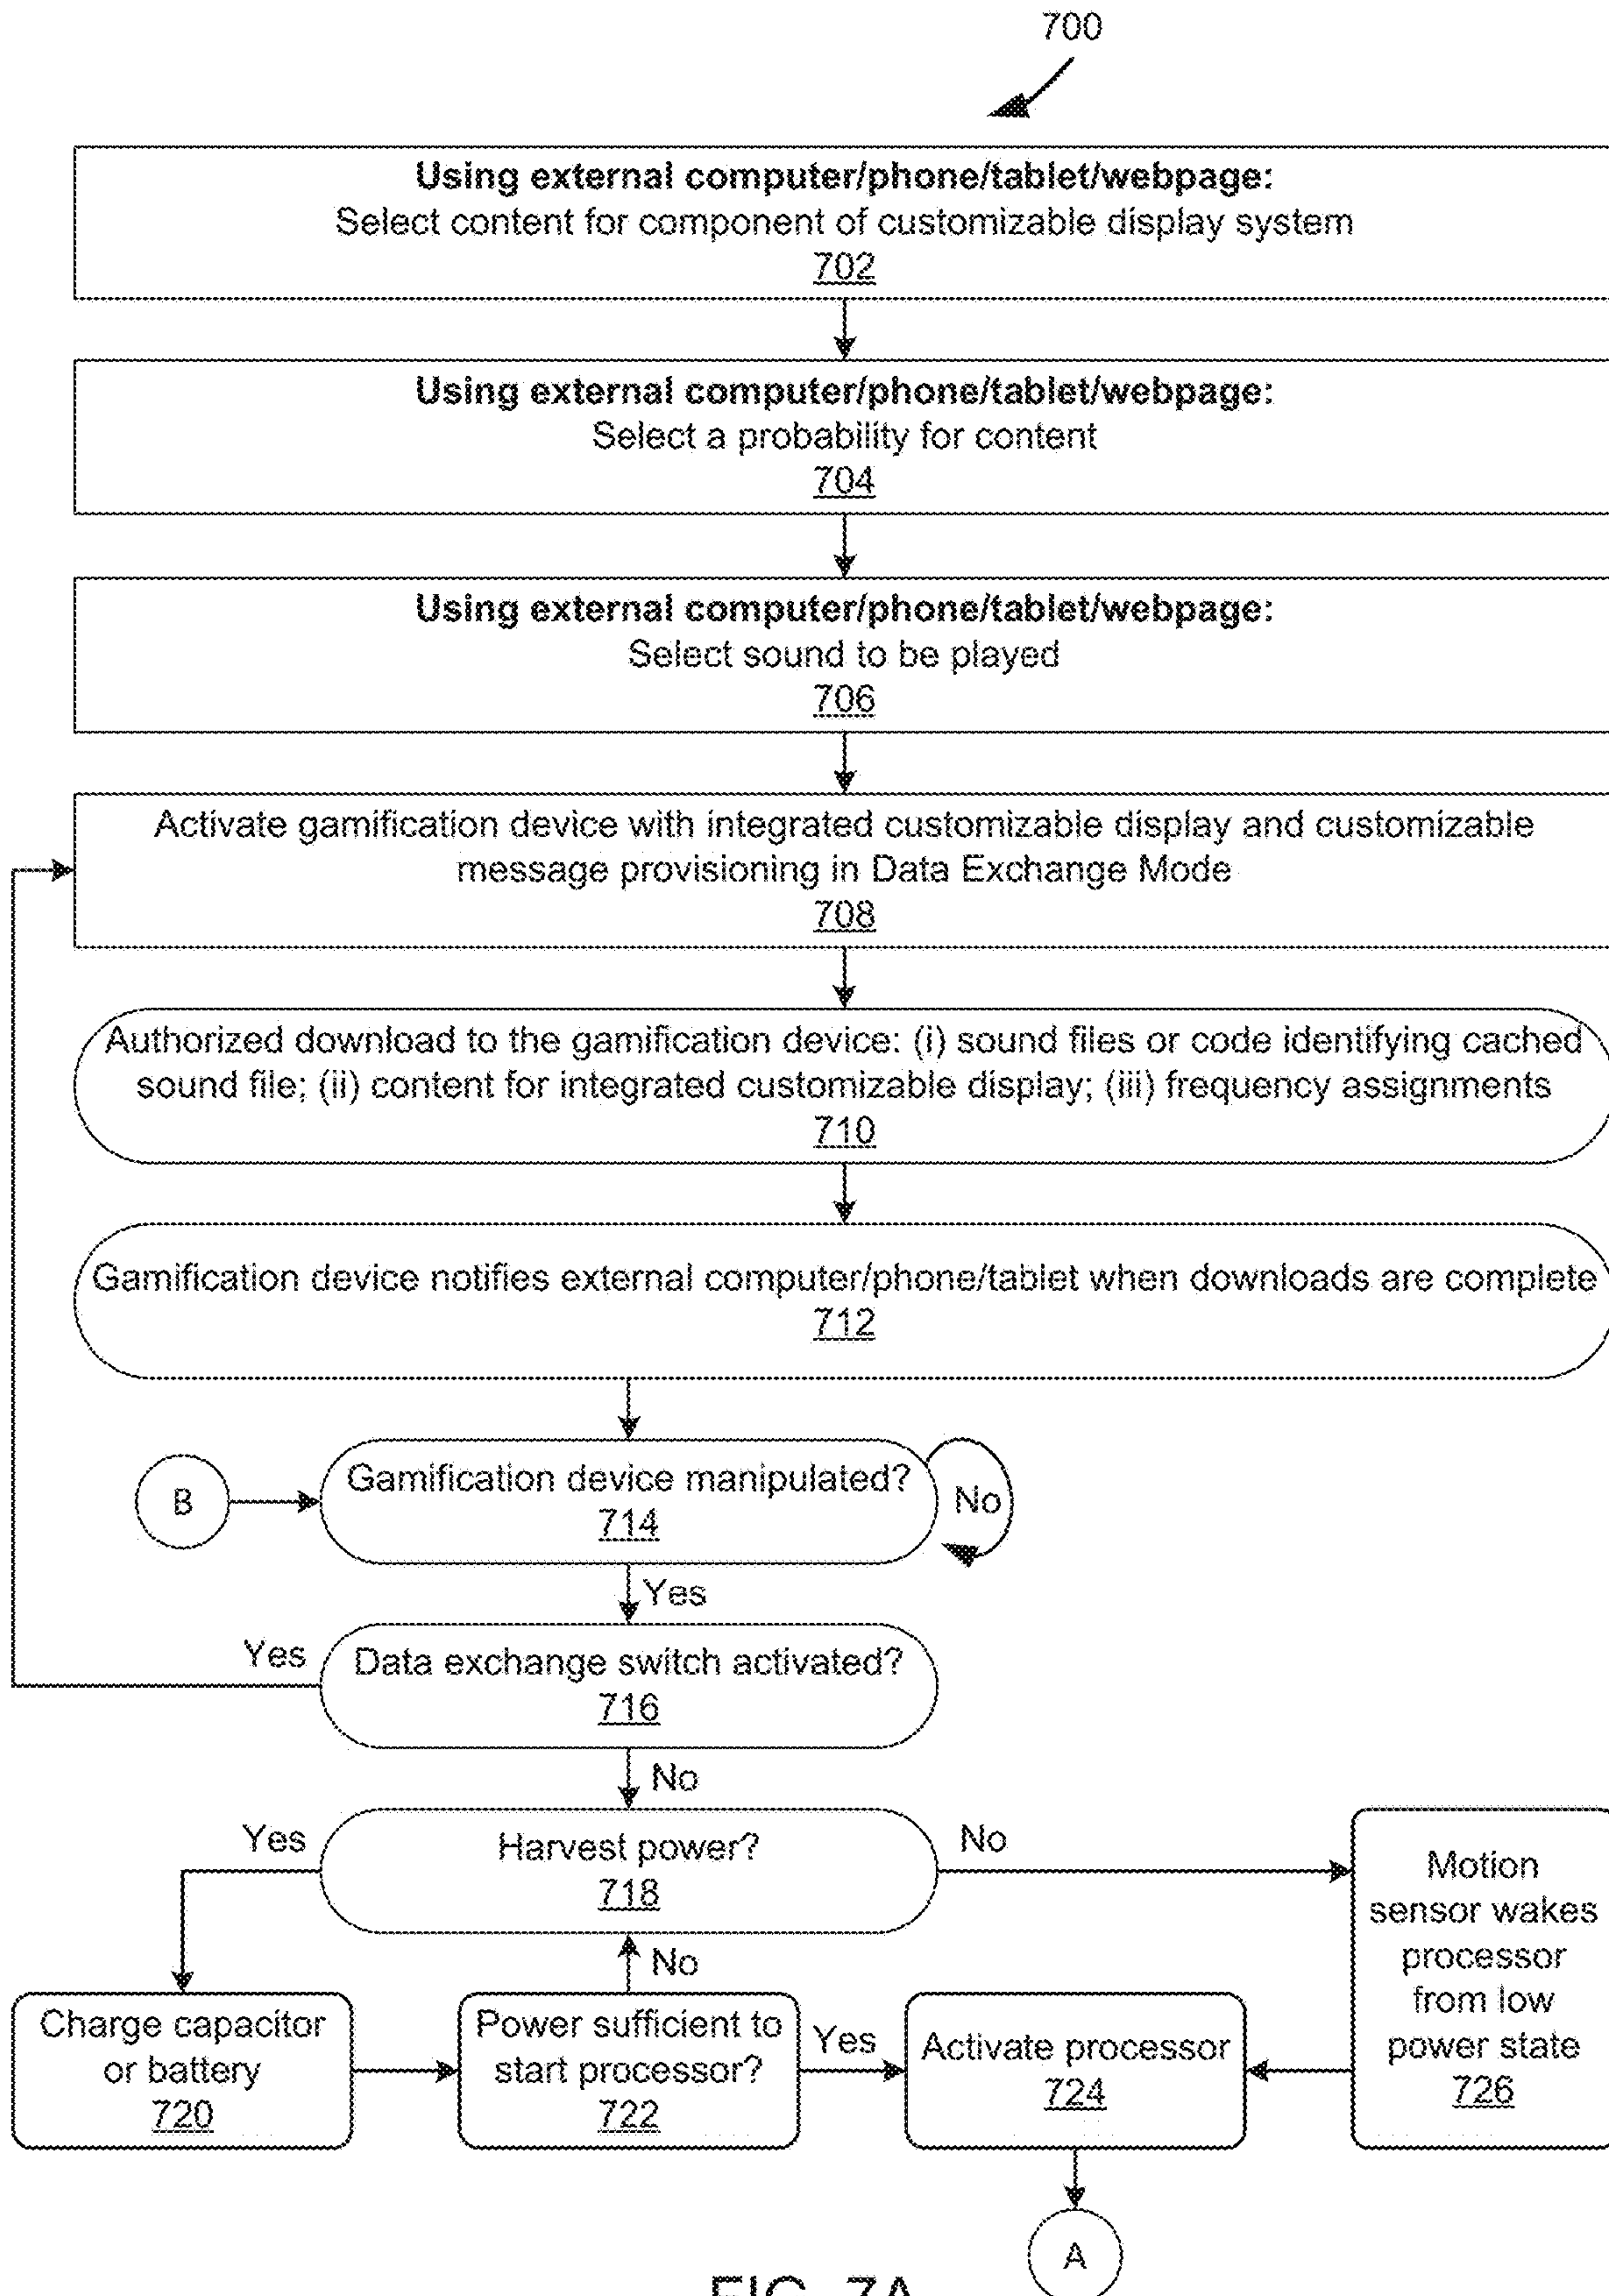 700
Using external computer/phone/tablet/webpage:
Select content for component of customizable display system
702
Using external computer/phone/tablet/webpage:
Select a probability for content
704
Using external computer/phone/tablet/webpage:
Select sound to be played
706
Activate gamification device with integrated customizable display and customizable
message provisioning in Data Exchange Mode
708
Authorized download to the gamification device: (i) sound files or code identifying cached
sound file; (ii) content for integrated customizable display; (iii) frequency assignments
710
Gamification device notifies external computer/phone/tablet when downloads are complete
712
B
Gamification device manipulated?
714
No
Yes
Data exchange switch activated?
716
Yes
No
Harvest power?
718
Yes
No
Motion
sensor wakes
processor
from low
power state
726
No
Charge capacitor
or battery
720
Power sufficient to
start processor?
722
Yes
Activate processor
724
A
FIG. 7A